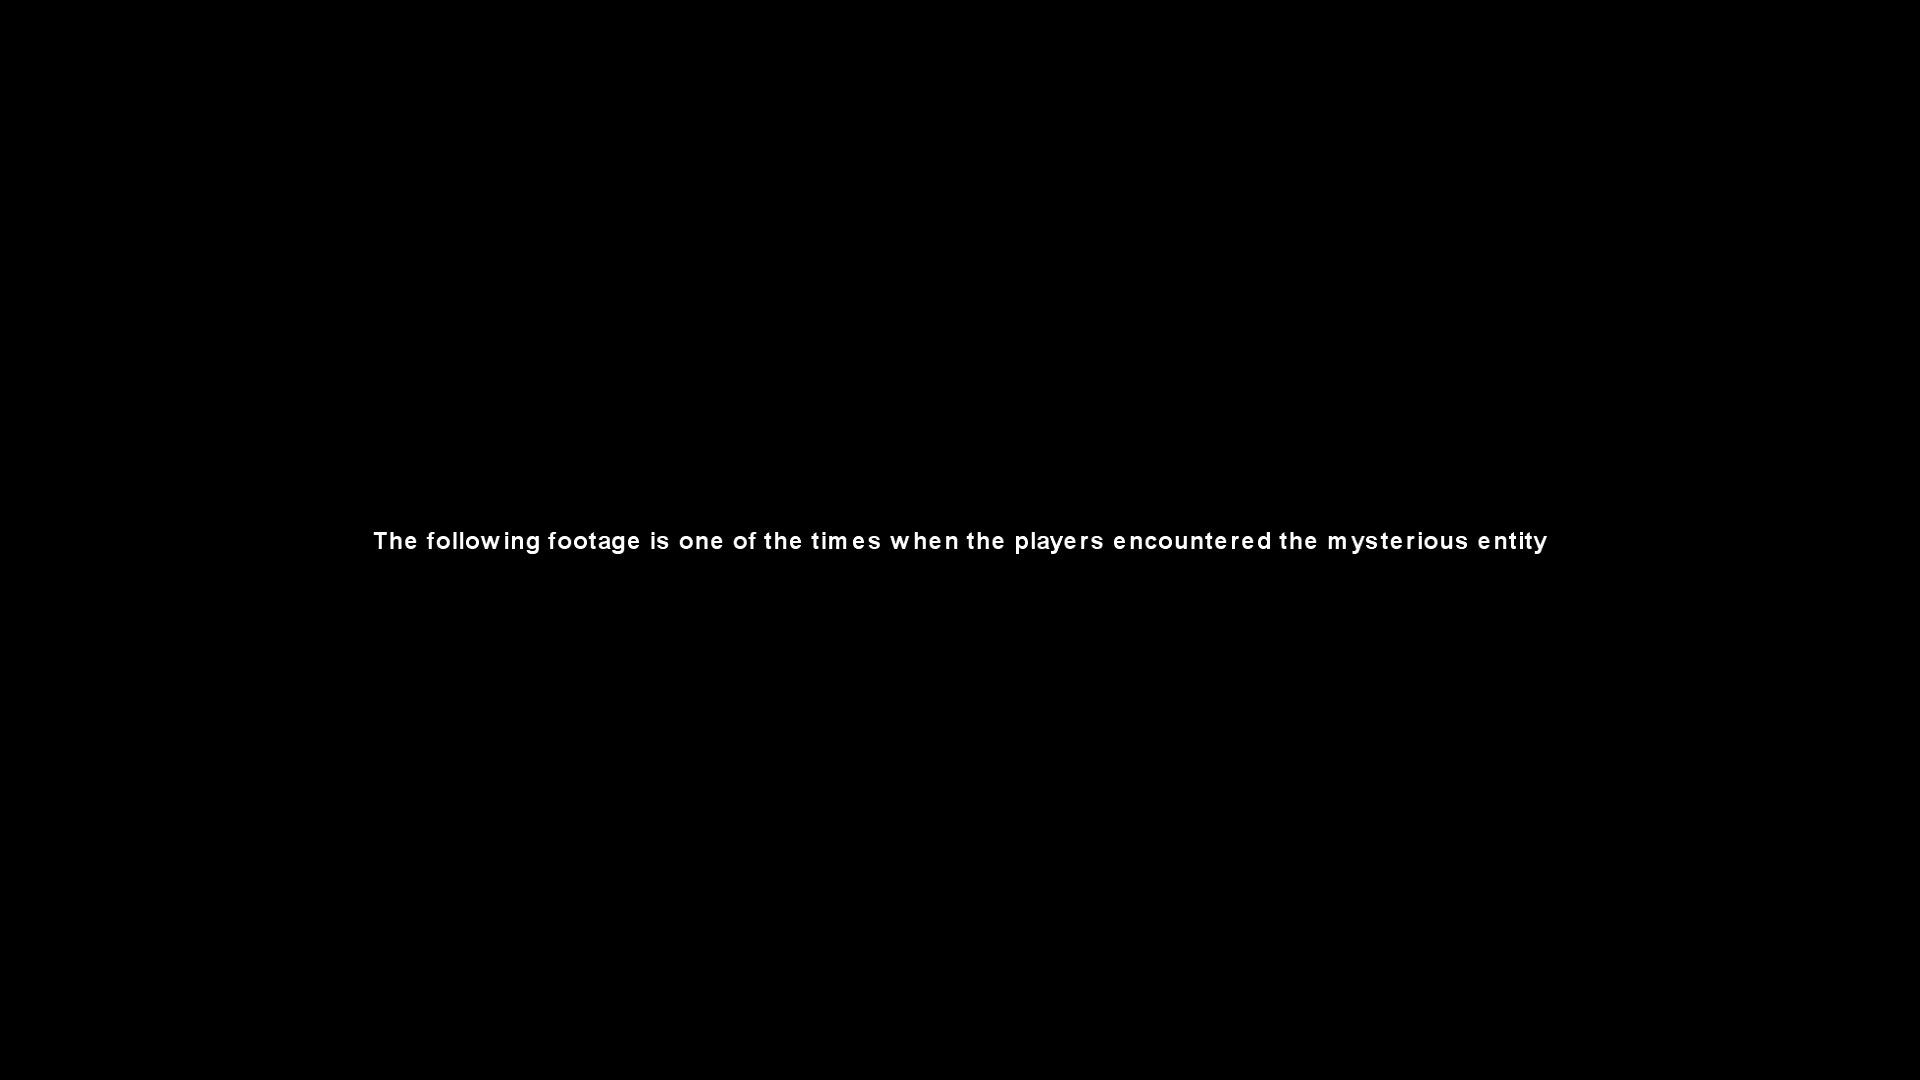 The following footage is one of the times when the players encountered the mysterious entity